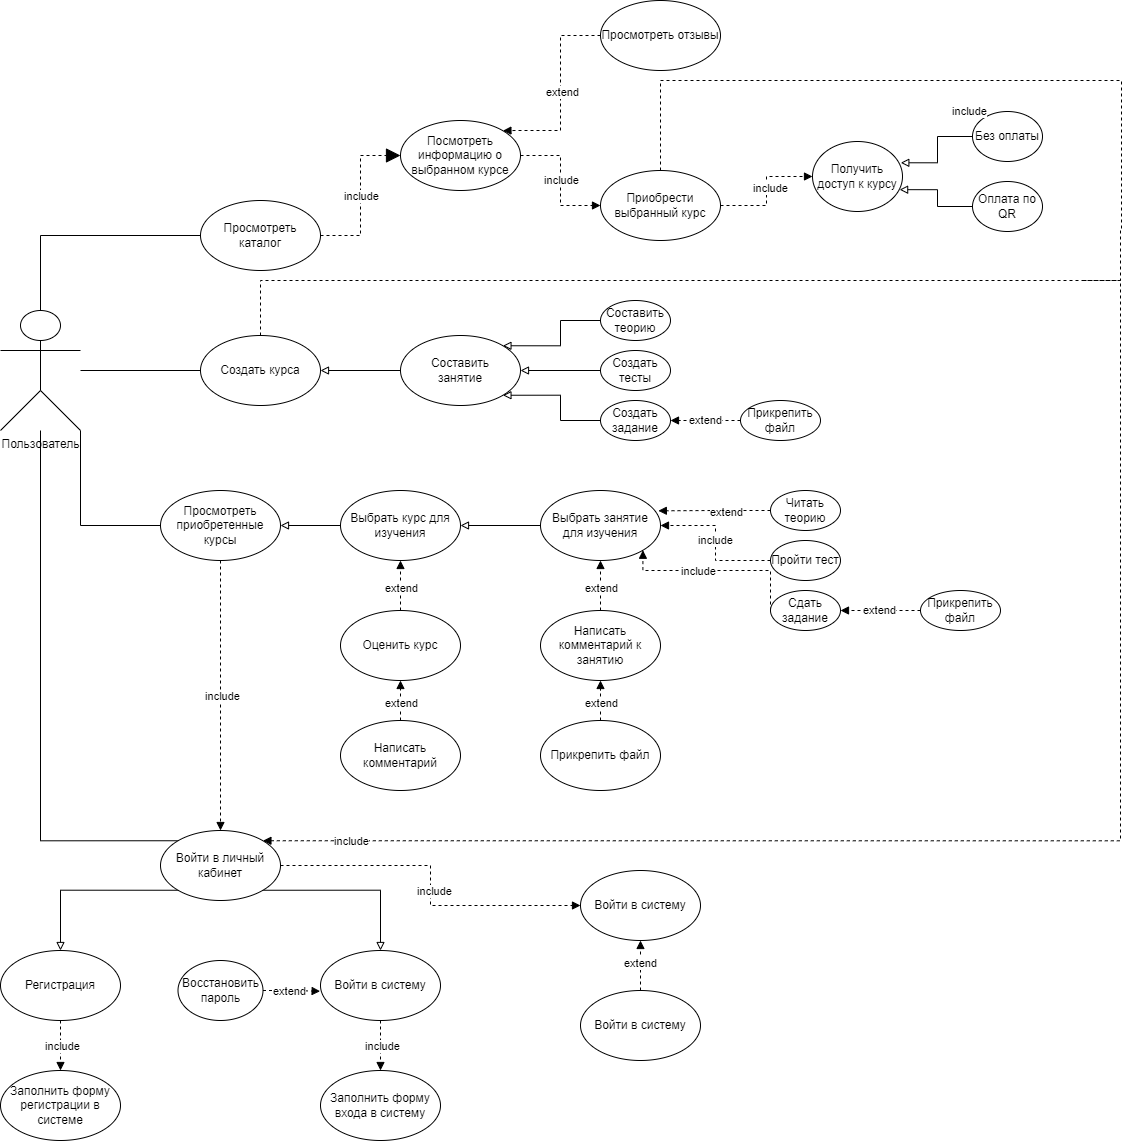 Просмотреть отзывы
extend
include
Без оплаты
Посмотреть
информацию о
выбранном курсе
include
Получить
доступ к курсу
include
include
Приобрести
выбранный курс
Оплата по
QR
Просмотреть
каталог
Составить
теорию
Создать курса
Составить
занятие
Создать
тесты
Создать
задание
extend
Прикрепить
файл
Пользователь
Просмотреть
приобретенные
курсы
Выбрать курс для
изучения
Выбрать занятие
для изучения
extend
Читать
теорию
include
Пройти тест
include
extend
extend
Сдать
задание
extend
Прикрепить
файл
Оценить курс
Написать
комментарий к
занятию
include
extend
extend
Написать
комментарий
Прикрепить файл
include
Войти в личный
кабинет
include
Войти в систему
extend
Регистрация
Восстановить
пароль
extend
Войти в систему
Войти в систему
include
include
Заполнить форму
регистрации в
системе
Заполнить форму
входа в систему